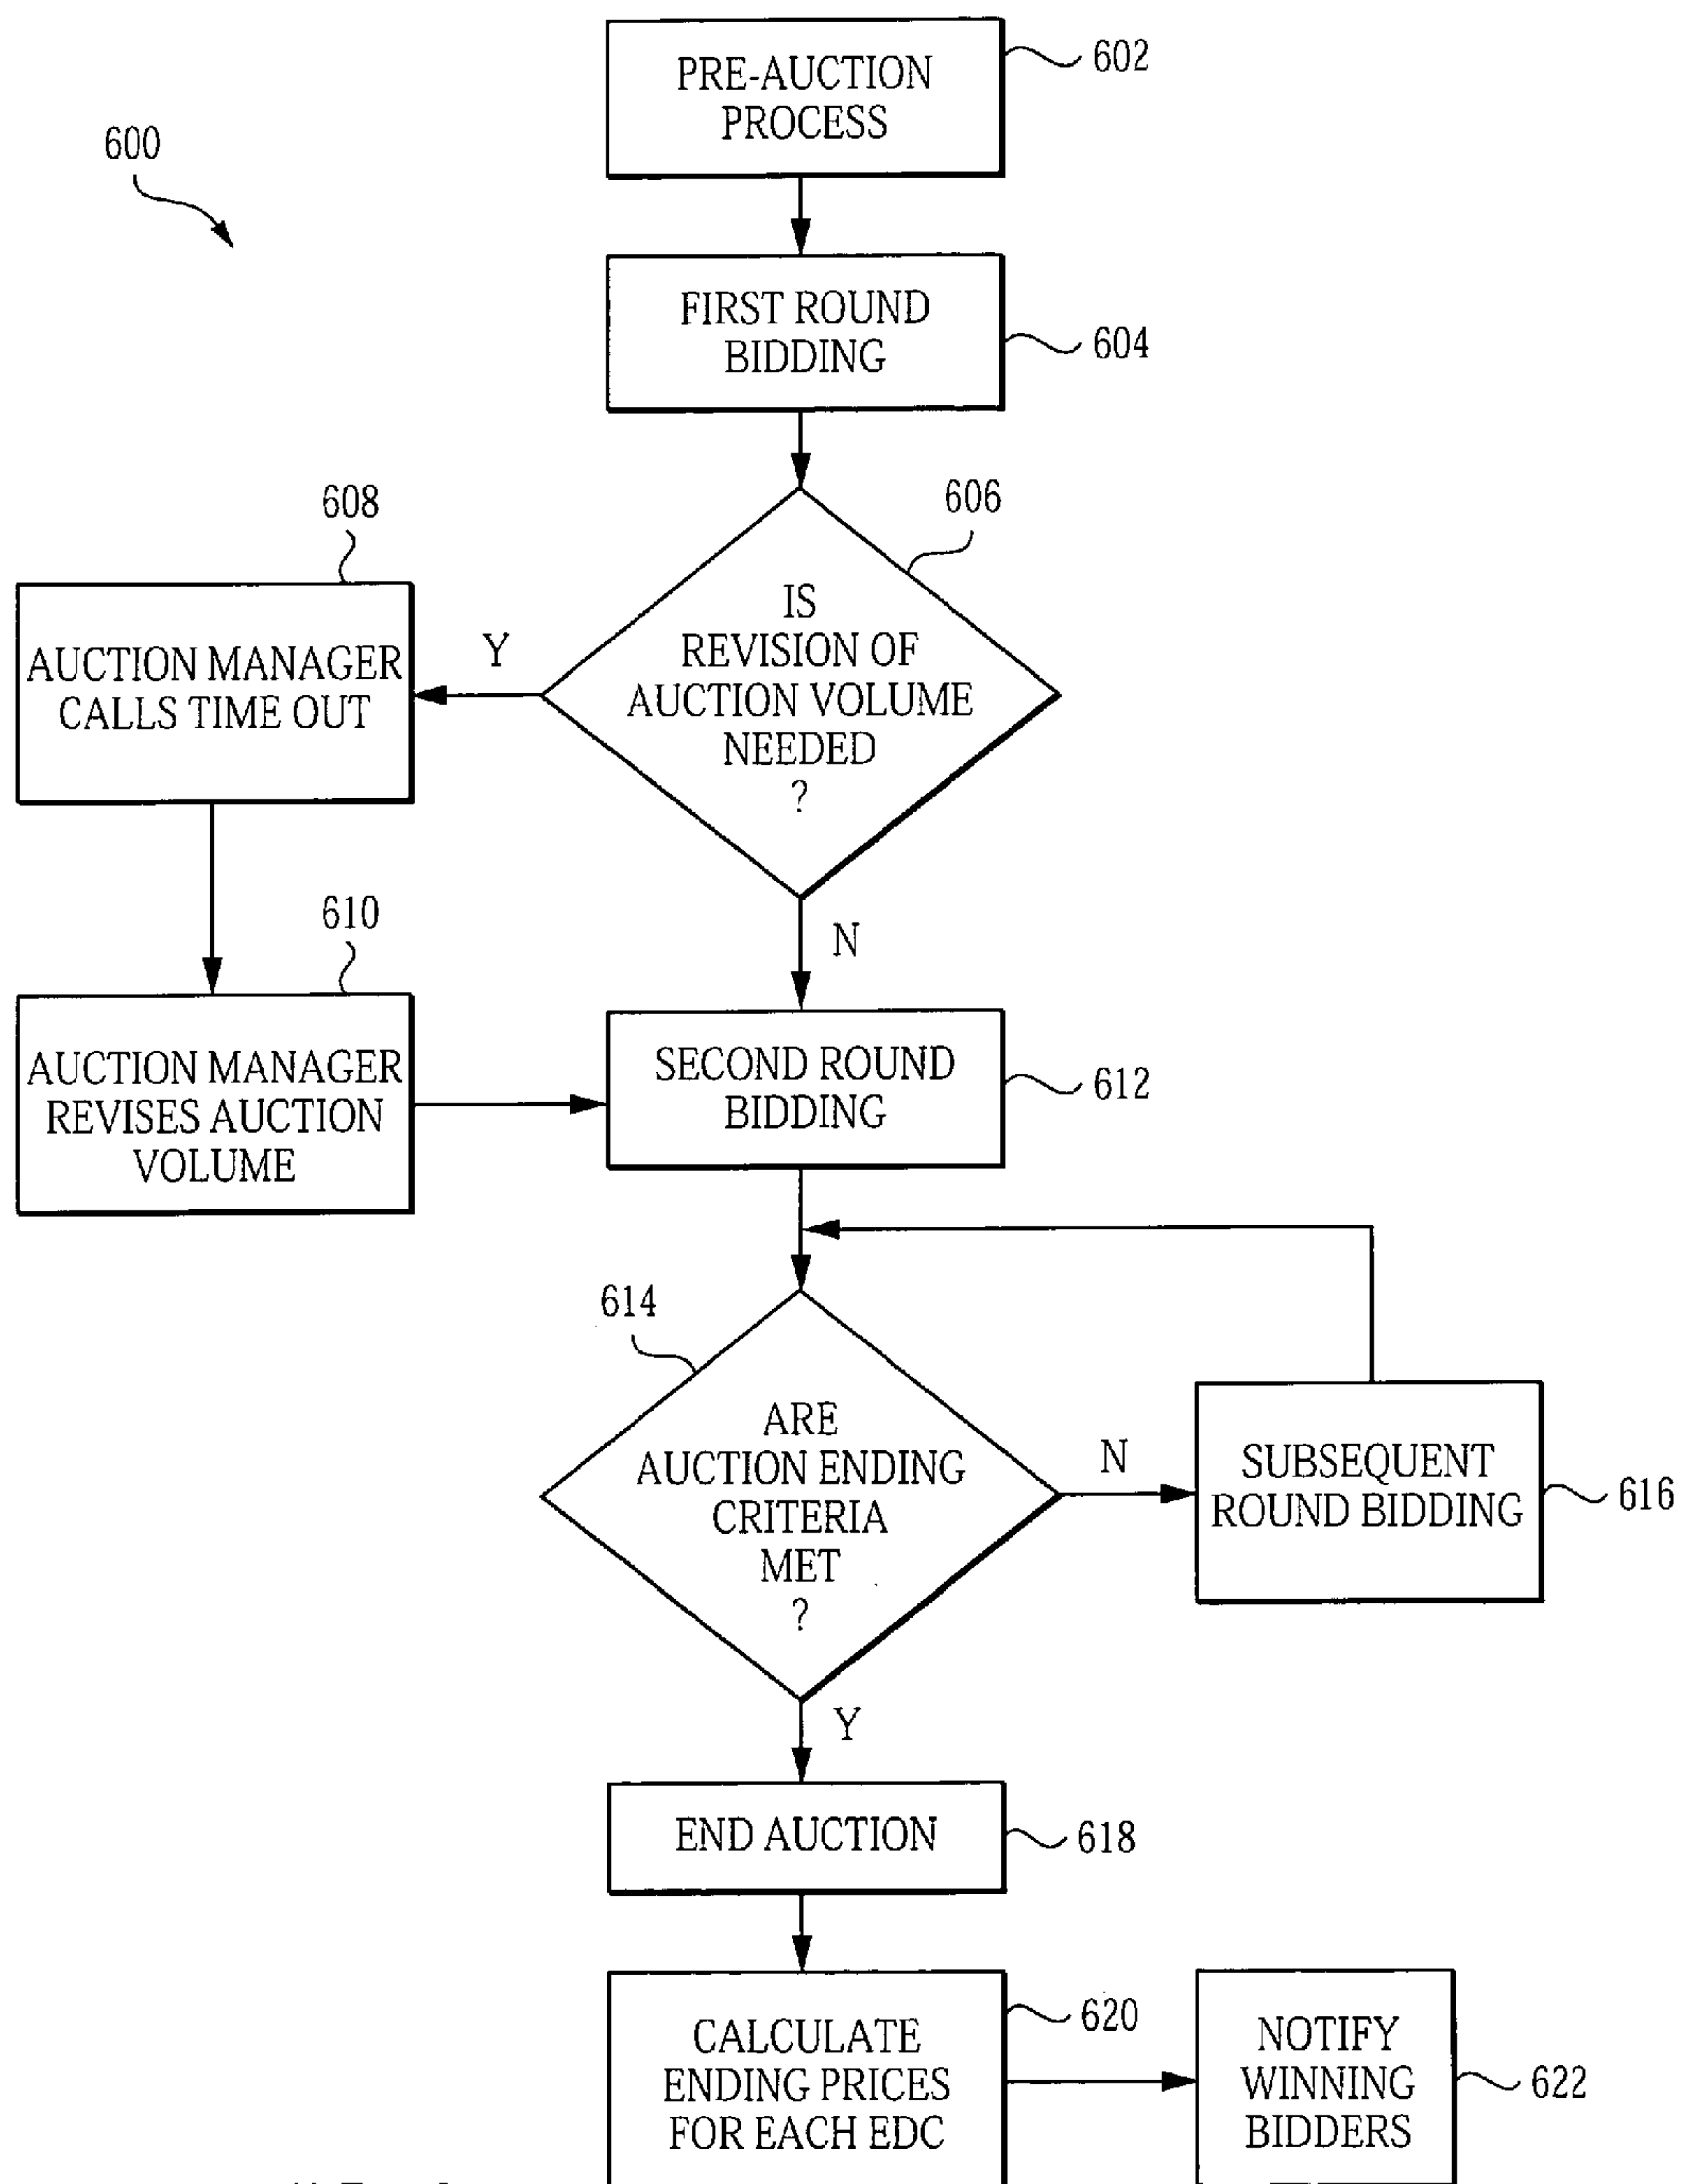 PRE-AUCTION
PROCESS
602
600
FIRST ROUND
BIDDING
604
606
608
IS
REVISION OF
AUCTION VOLUME
NEEDED
?
Y
AUCTION MANAGER
CALLS TIME OUT
N
610
AUCTION MANAGER
REVISES AUCTION
VOLUME
SECOND ROUND
BIDDING
612
614
ARE
AUCTION ENDING
CRITERIA
MET
?
N
SUBSEQUENT
ROUND BIDDING
616
Y
END AUCTION
618
CALCULATE
ENDING PRICES
FOR EACH EDC
620
NOTIFY
WINNING
BIDDERS
622